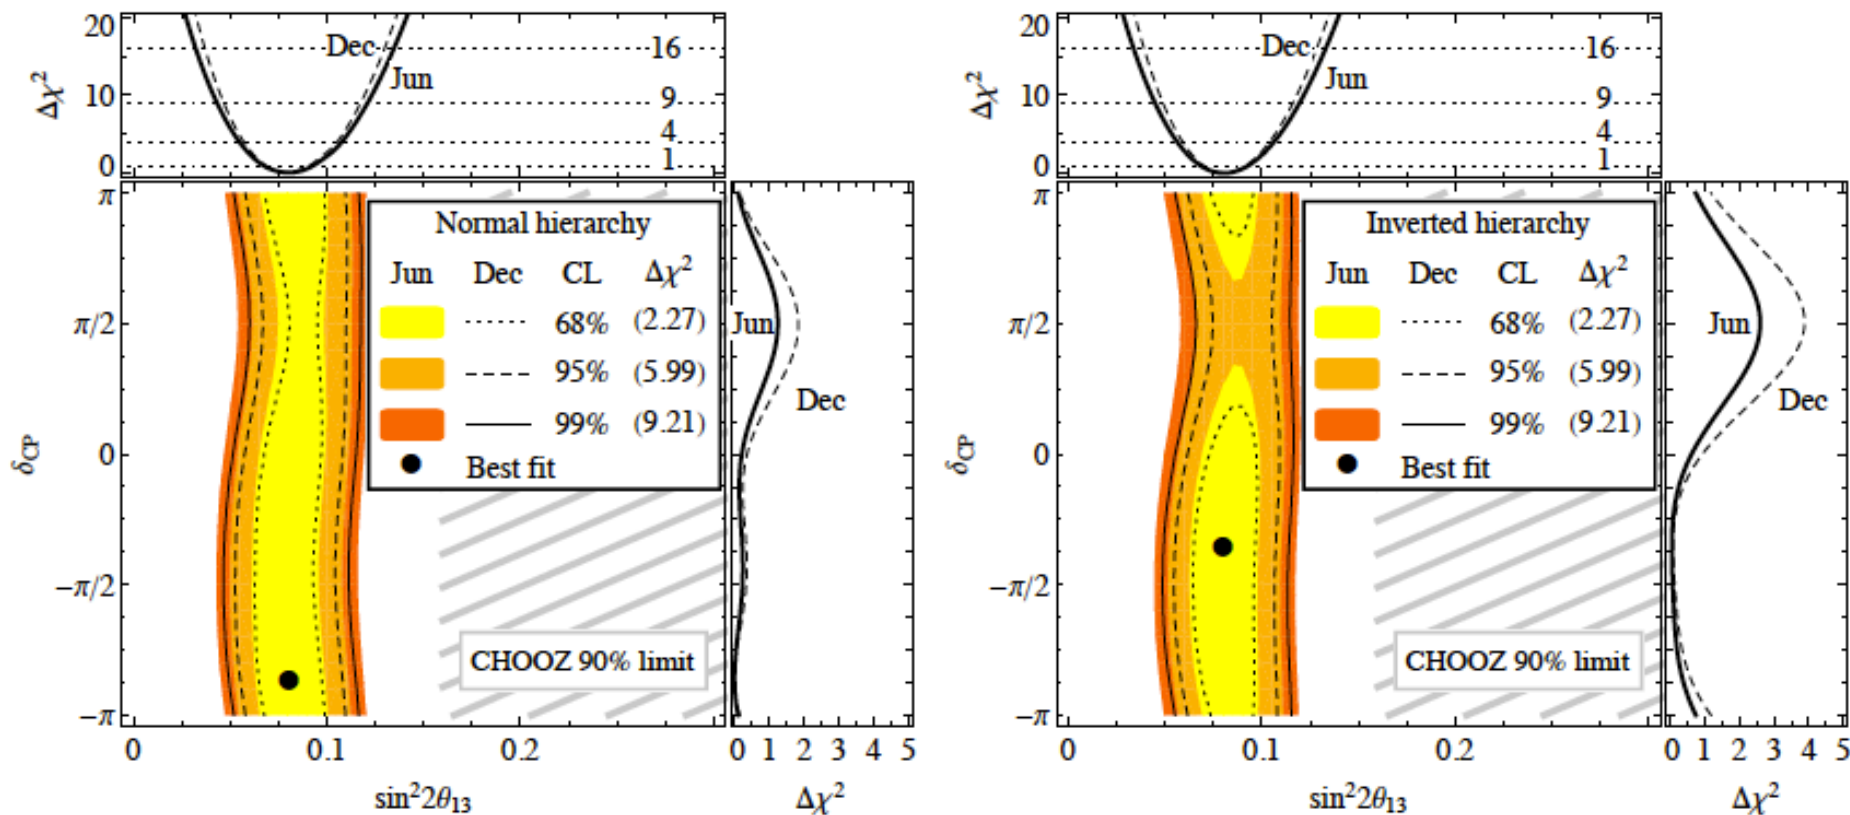 20
10
0
Δχ²
Dec
Jun
16
9
4
1
π
π/2
0
−π/2
−π
δCP
Normal hierarchy
Jun Dec CL Δχ²
68% (2.27)
95% (5.99)
99% (9.21)
Best fit
CHOOZ 90% limit
0 0.1 0.2
sin²2θ₁₃
Jun
Dec
0 1 2 3 4 5
Δχ²
20
10
0
Δχ²
Dec
Jun
16
9
4
1
π
π/2
0
−π/2
−π
δCP
Inverted hierarchy
Jun Dec CL Δχ²
68% (2.27)
95% (5.99)
99% (9.21)
Best fit
CHOOZ 90% limit
0 0.1 0.2
sin²2θ₁₃
Jun
Dec
0 1 2 3 4 5
Δχ²